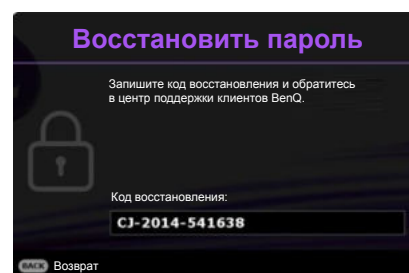 Восстановить пароль
Запишите код восстановления и обратитесь
в центр поддержки клиентов BenQ.
Код восстановления:
CJ-2014-541638
BACK Возврат